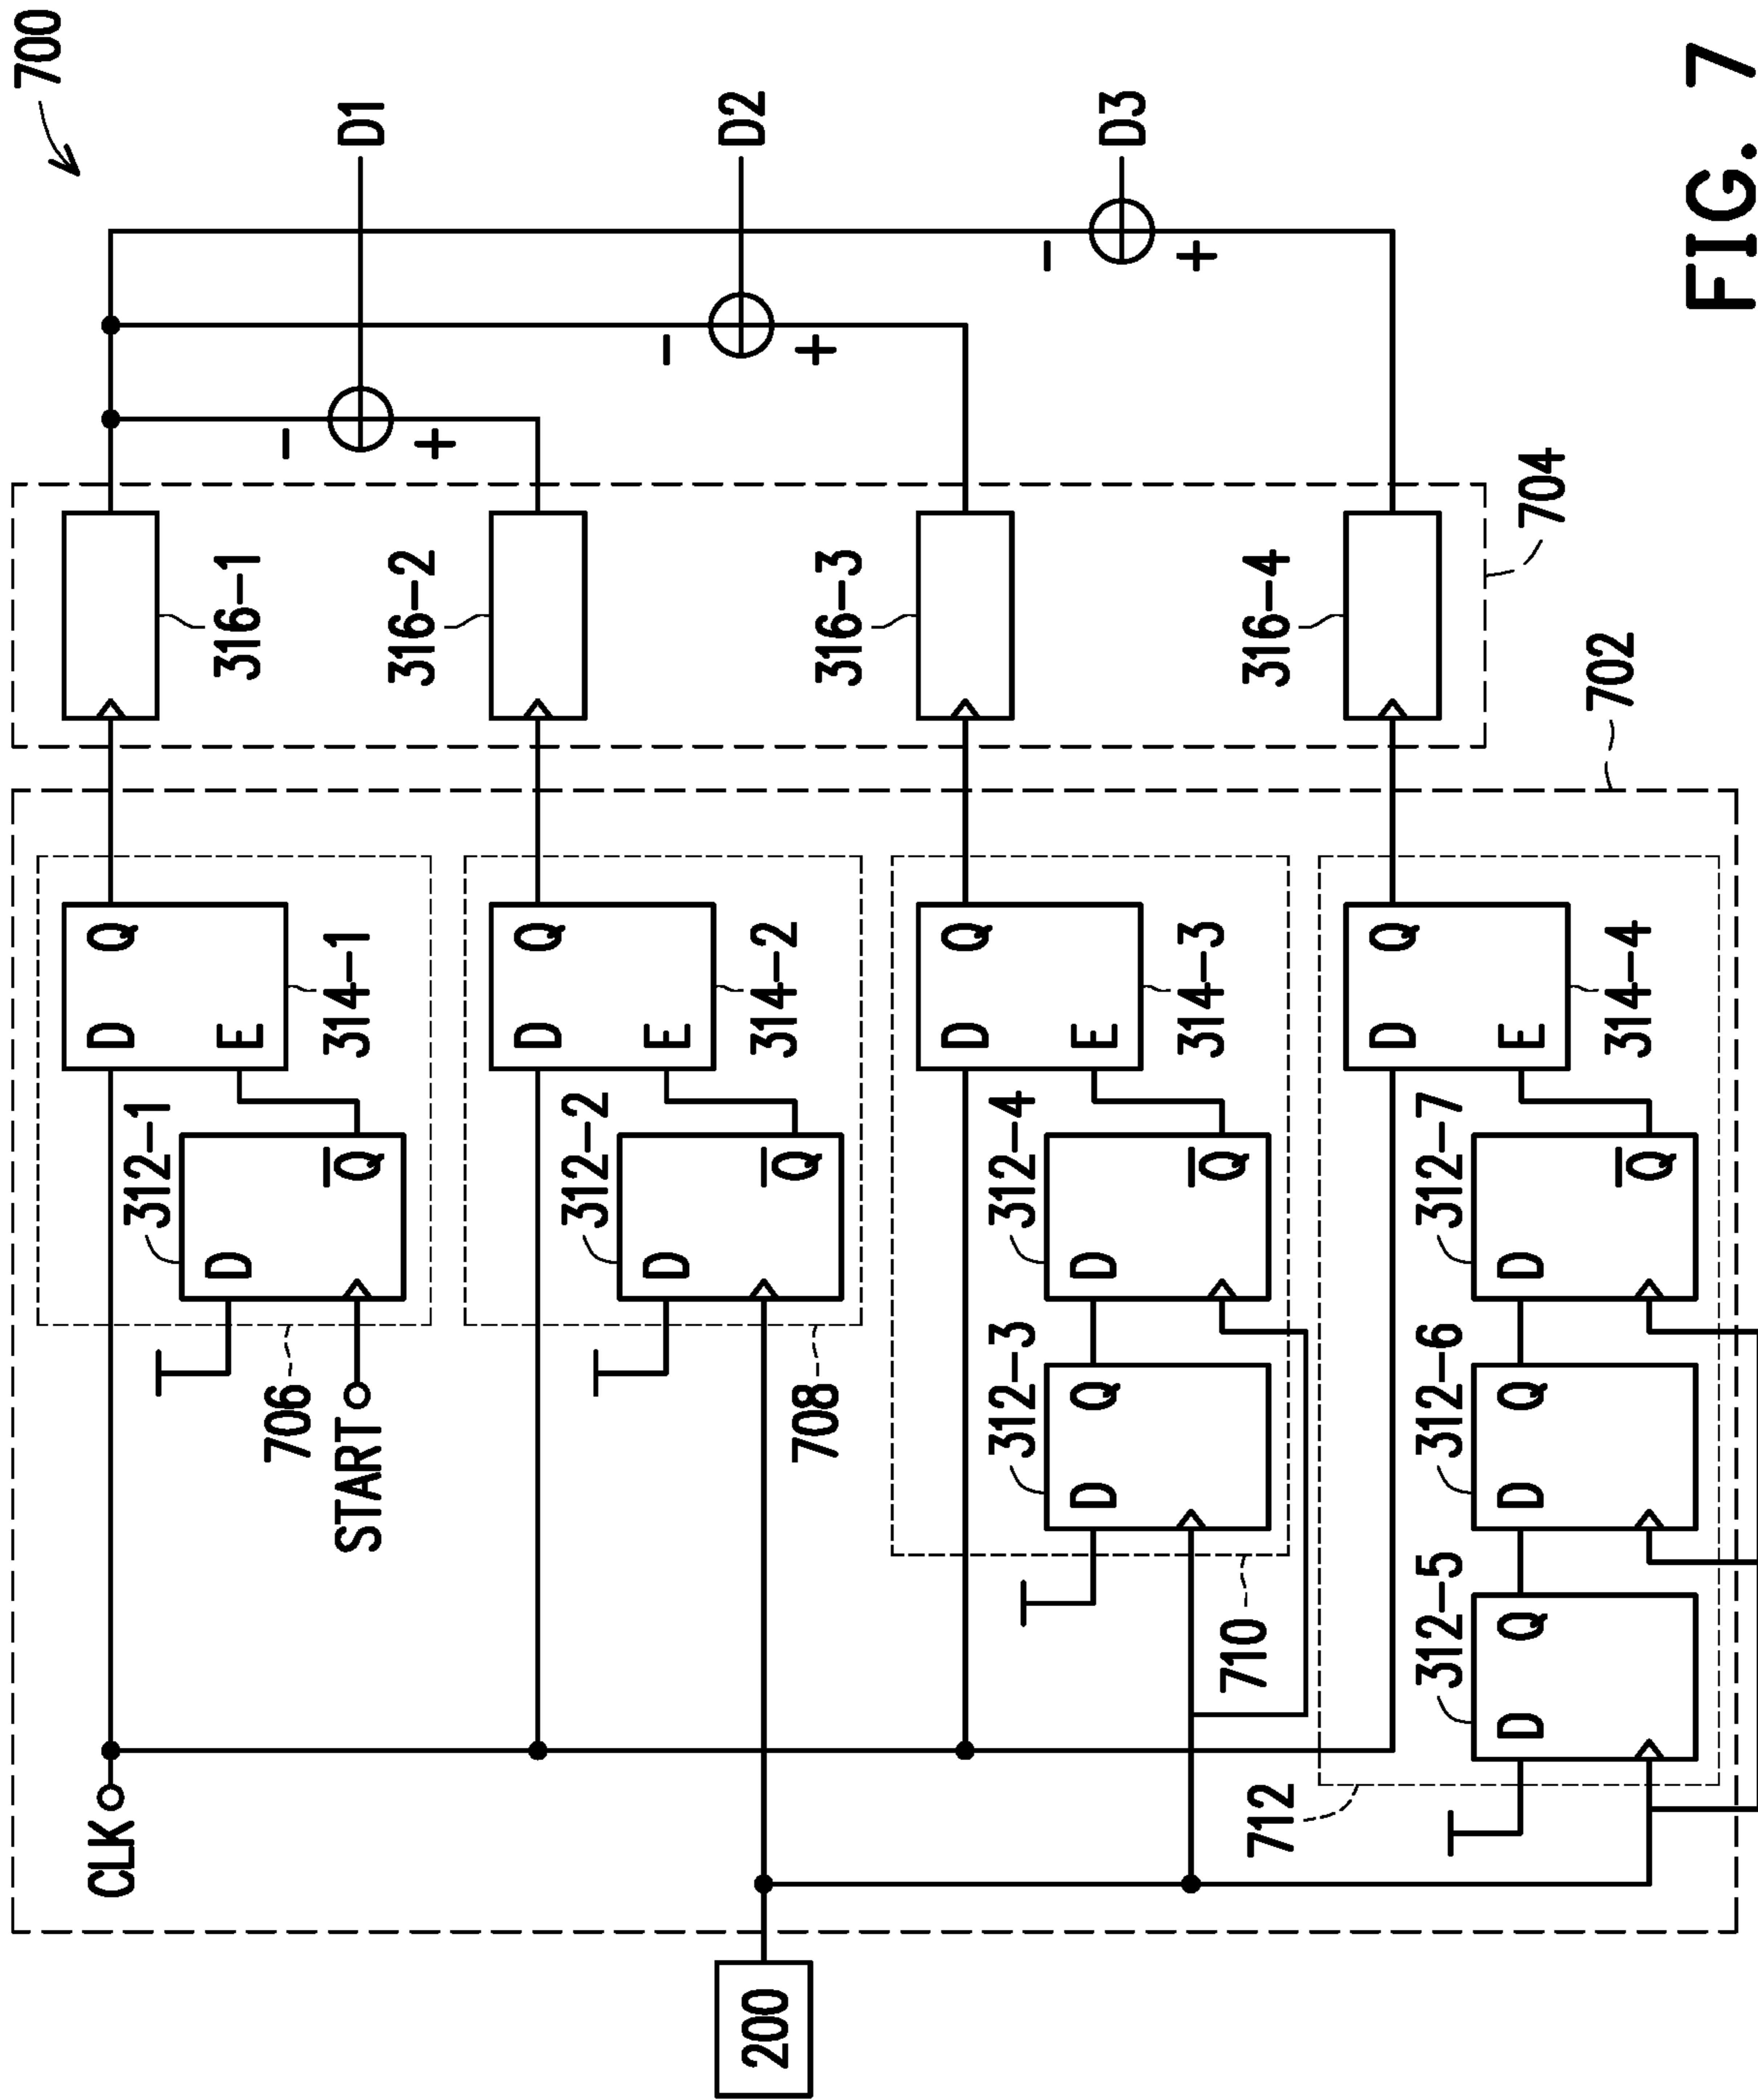 700
CLK
D
Q
E
314-1
312-1
D
Q
706
START
316-1
D1
D
Q
E
314-2
312-2
D
Q
708
316-2
D2
200
D
Q
E
314-3
312-4
D
Q
312-3
D
Q
710
316-3
D3
D
Q
E
314-4
312-7
D
Q
312-6
D
Q
312-5
D
Q
712
316-4
704
702
-
+
-
+
-
+
FIG. 7